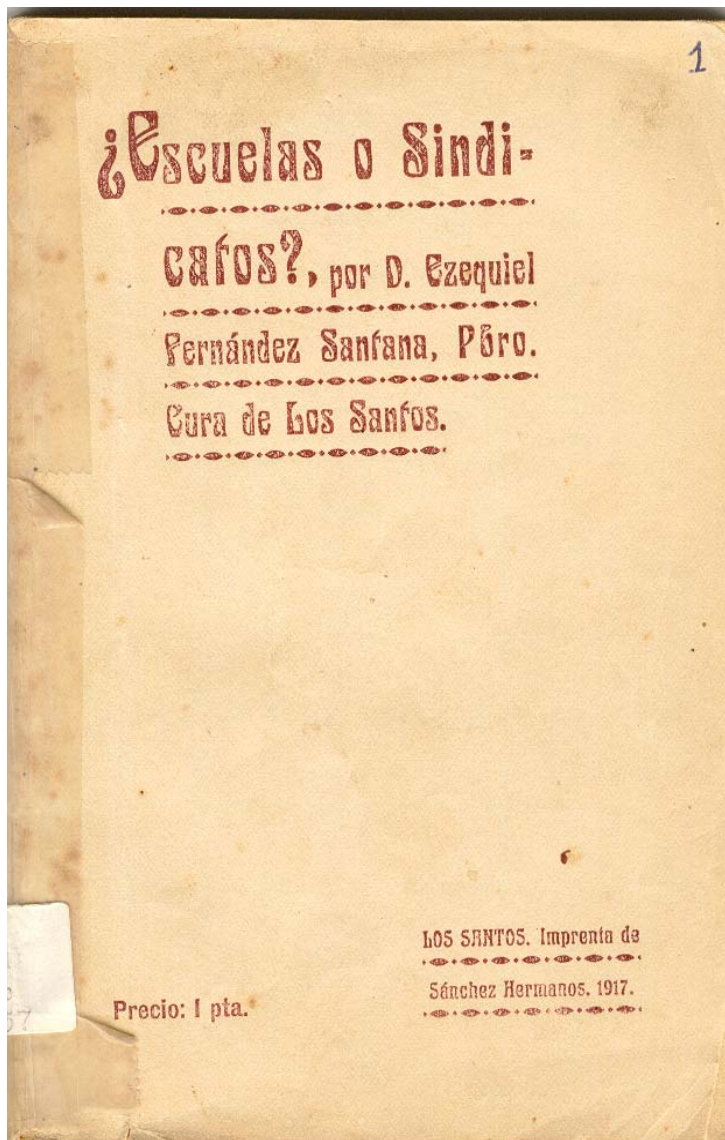 1
¿Escuelas o Sindi-
catos?, por D. Ezequiel
Fernández Santana, Pbro.
Cura de Los Santos.
LOS SANTOS. Imprenta de
Sánchez Hermanos. 1917.
Precio: 1 pta.